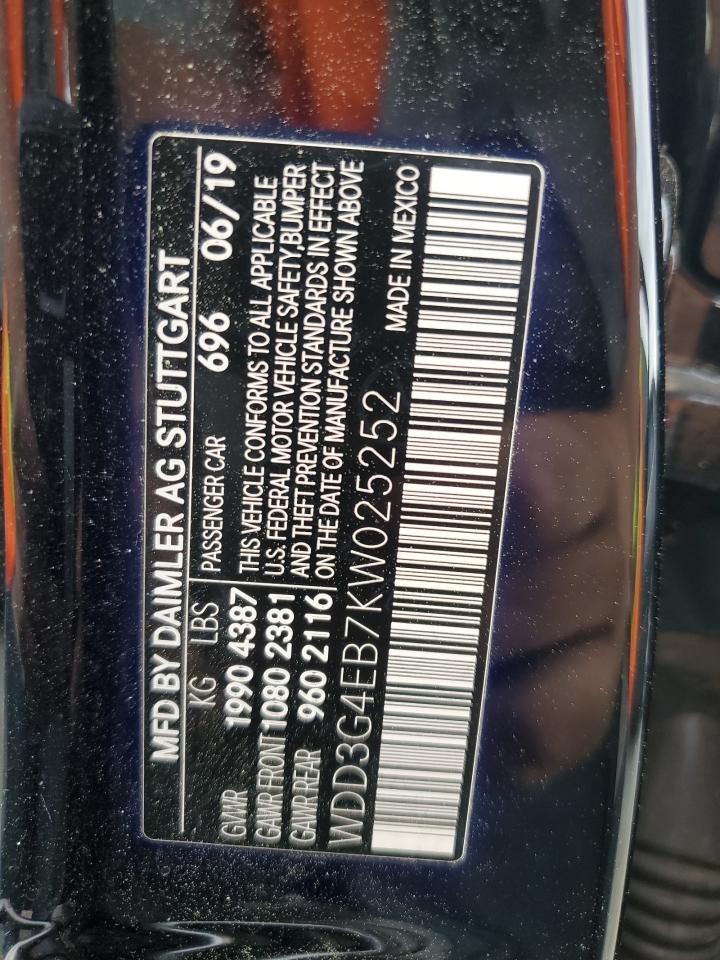 MFD BY DAIMLER AG STUTTGART
KG LBS PASSENGER CAR 696 06/19
GVWR 1990 4387 THIS VEHICLE CONFORMS TO ALL APPLICABLE
GAWR FRONT 1080 2381 U.S. FEDERAL MOTOR VEHICLE SAFETY,BUMPER
GAWR REAR 960 2116 AND THEFT PREVENTION STANDARDS IN EFFECT
ON THE DATE OF MANUFACTURE SHOWN ABOVE
WDD3G4EB7KW025252 MADE IN MEXICO